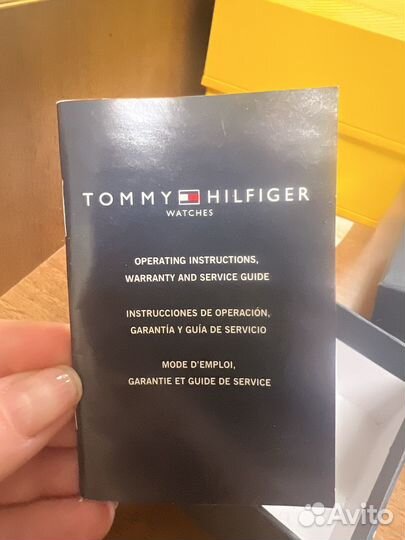 TOMMY HILFIGER
WATCHES
OPERATING INSTRUCTIONS,
WARRANTY AND SERVICE GUIDE
INSTRUCCIONES DE OPERACIÓN,
GARANTÍA Y GUÍA DE SERVICIO
MODE D'EMPLOI,
GARANTIE ET GUIDE DE SERVICE
Avito